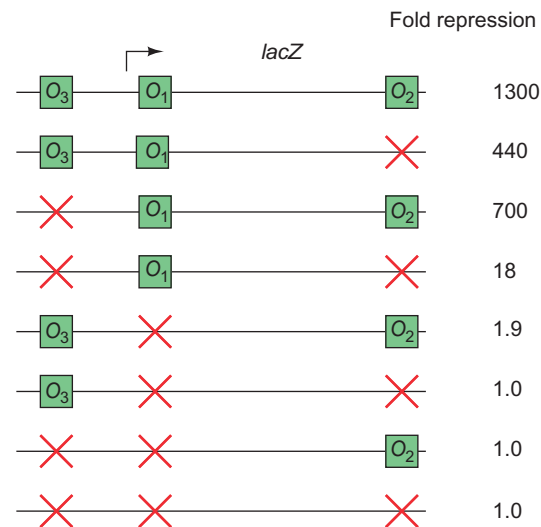 Fold repression
lacZ
O3 O1 O2 1300
O3 O1 440
O1 O2 700
O1 18
O3 O2 1.9
O3 1.0
O2 1.0
1.0